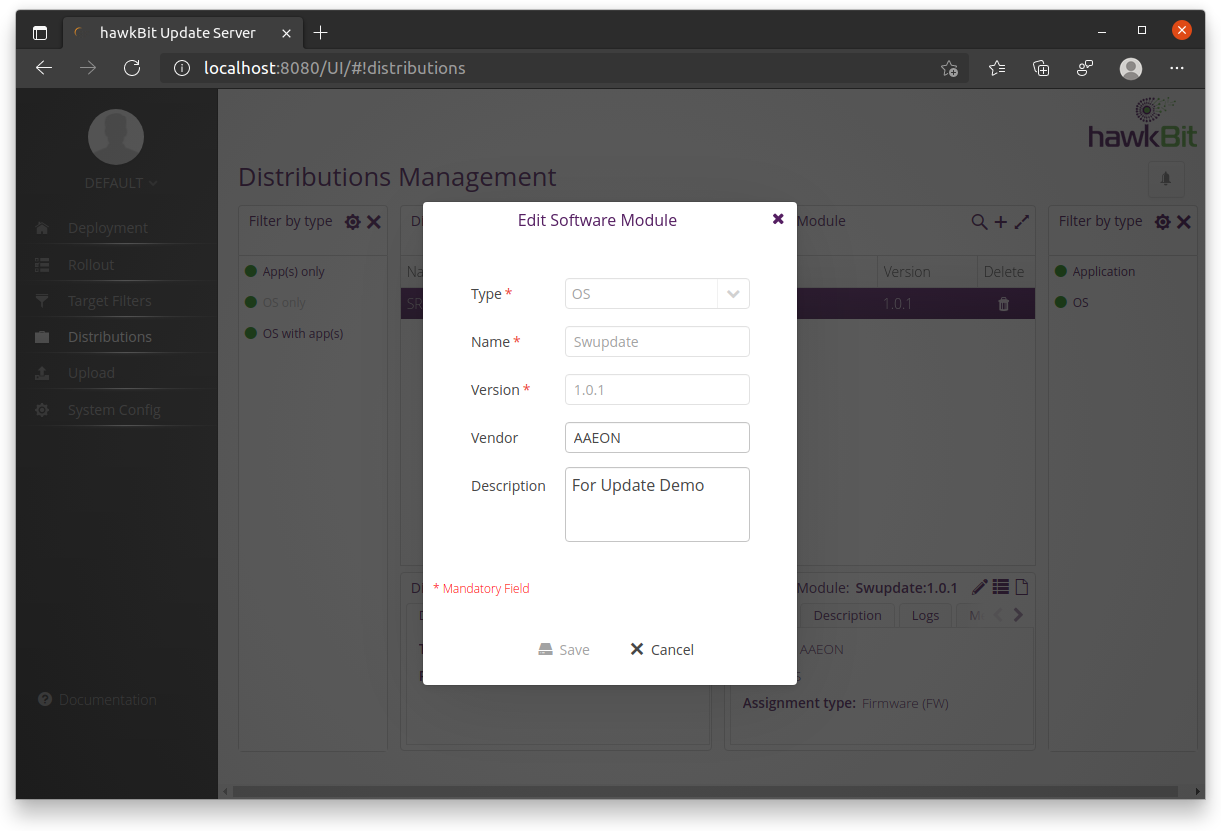 hawkBit Update Server
localhost:8080/UI/#!distributions
hawkBit
DEFAULT
Distributions Management
Deployment
Rollout
Target Filters
Distributions
Upload
System Config
Documentation
Filter by type
App(s) only
OS only
OS with app(s)
Module
Version
Delete
1.0.1
Filter by type
Application
OS
Edit Software Module
Type *
OS
Name *
Swupdate
Version *
1.0.1
Vendor
AAEON
Description
For Update Demo
* Mandatory Field
Save
Cancel
Module: Swupdate:1.0.1
Description
Logs
AAEON
Assignment type: Firmware (FW)